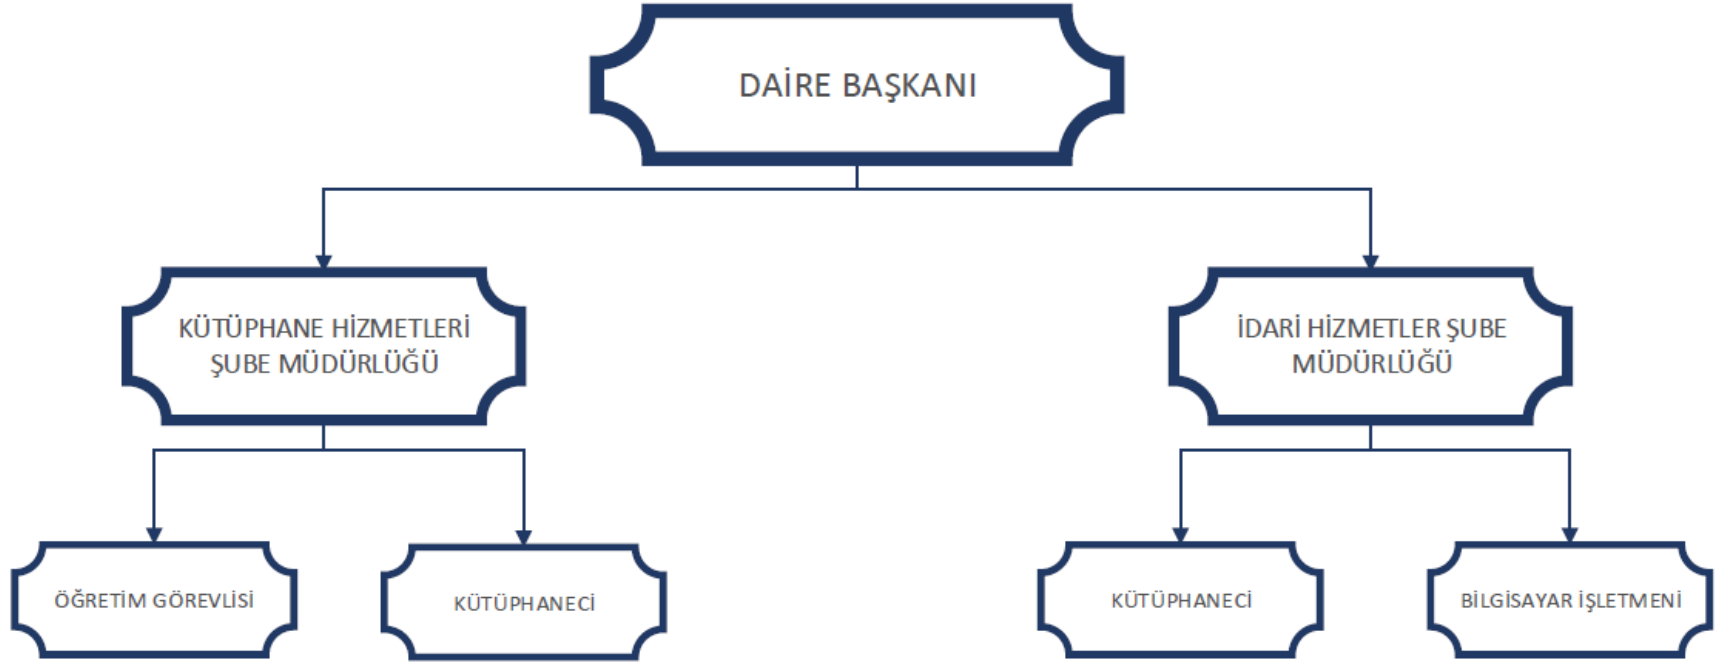 DAİRE BAŞKANI
KÜTÜPHANE HİZMETLERİ
ŞUBE MÜDÜRLÜĞÜ
İDARİ HİZMETLER ŞUBE
MÜDÜRLÜĞÜ
ÖĞRETİM GÖREVLİSİ
KÜTÜPHANECİ
KÜTÜPHANECİ
BİLGİSAYAR İŞLETMENİ